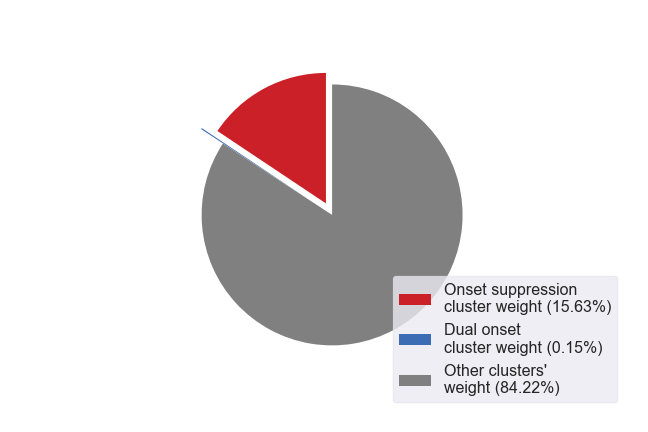 Onset suppression
cluster weight (15.63%)
Dual onset
cluster weight (0.15%)
Other clusters'
weight (84.22%)